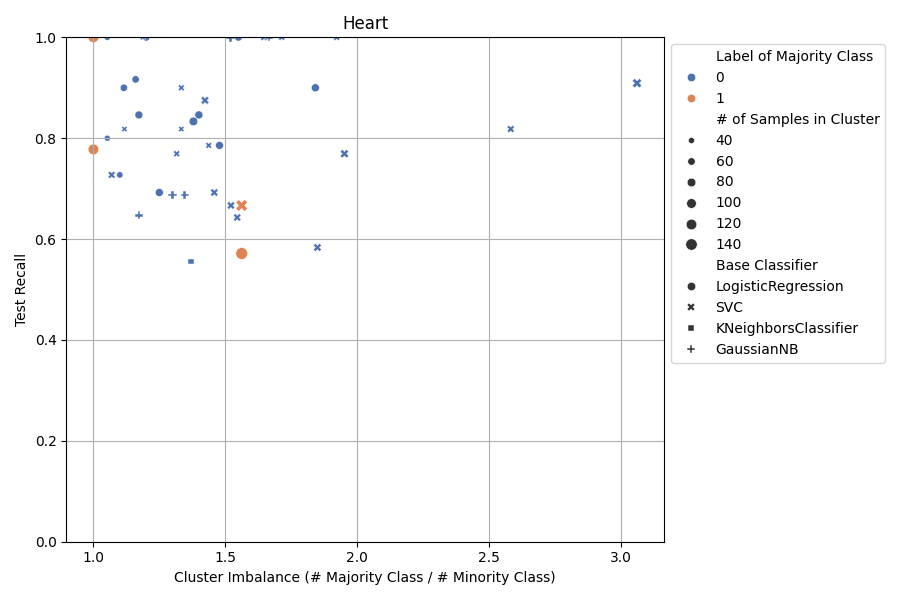 Heart
1.0
0.8
0.6
0.4
0.2
0.0
Test Recall
1.0 1.5 2.0 2.5 3.0
Cluster Imbalance (# Majority Class / # Minority Class)
Label of Majority Class
0
1
# of Samples in Cluster
40
60
80
100
120
140
Base Classifier
LogisticRegression
SVC
KNeighborsClassifier
GaussianNB